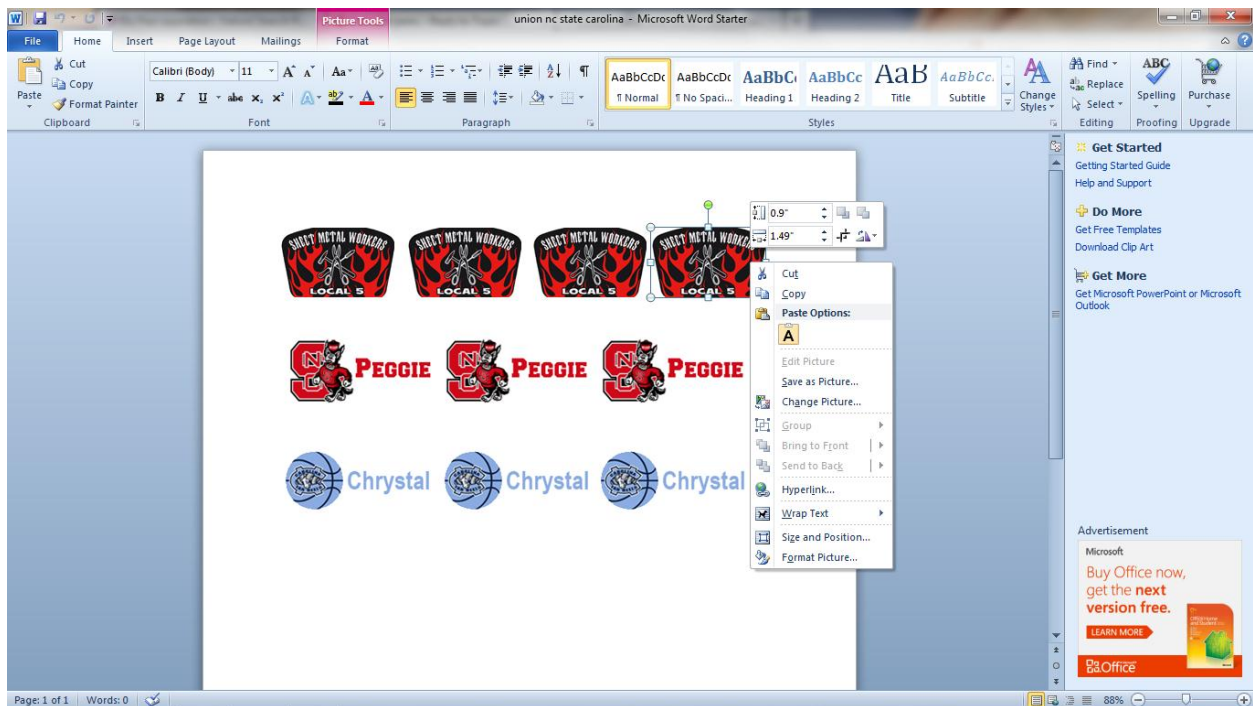 Picture Tools
union nc state carolina - Microsoft Word Starter
File Home Insert Page Layout Mailings Format
Paste
Cut
Copy
Format Painter
Clipboard
Calibri (Body) 11
B I U abc x, x²
Font
Paragraph
AaBbCcDc AaBbCcDc AaBbC AaBbCc AaB AaBbCc.
¶ Normal ¶ No Spaci... Heading 1 Heading 2 Title Subtitle
Change Styles
Styles
Find
Replace
Select
Editing
ABC
Spelling
Proofing
Purchase
Upgrade
SHEET METAL WORKERS SHEET METAL WORKERS SHEET METAL WORKERS SHEET METAL
LOCAL 5 LOCAL 5 LOCAL 5 LOCAL 5
PEGGIE PEGGIE PEGGIE
Chrystal Chrystal Chrystal
0.9"
1.49"
Cut
Copy
Paste Options:
A
Edit Picture
Save as Picture...
Change Picture...
Group
Bring to Front
Send to Back
Hyperlink...
Wrap Text
Size and Position...
Format Picture...
Get Started
Getting Started Guide
Help and Support
Do More
Get Free Templates
Download Clip Art
Get More
Get Microsoft PowerPoint or Microsoft
Outlook
Advertisement
Microsoft
Buy Office now,
get the next
version free.
LEARN MORE
Office
Page: 1 of 1 Words: 0
88%